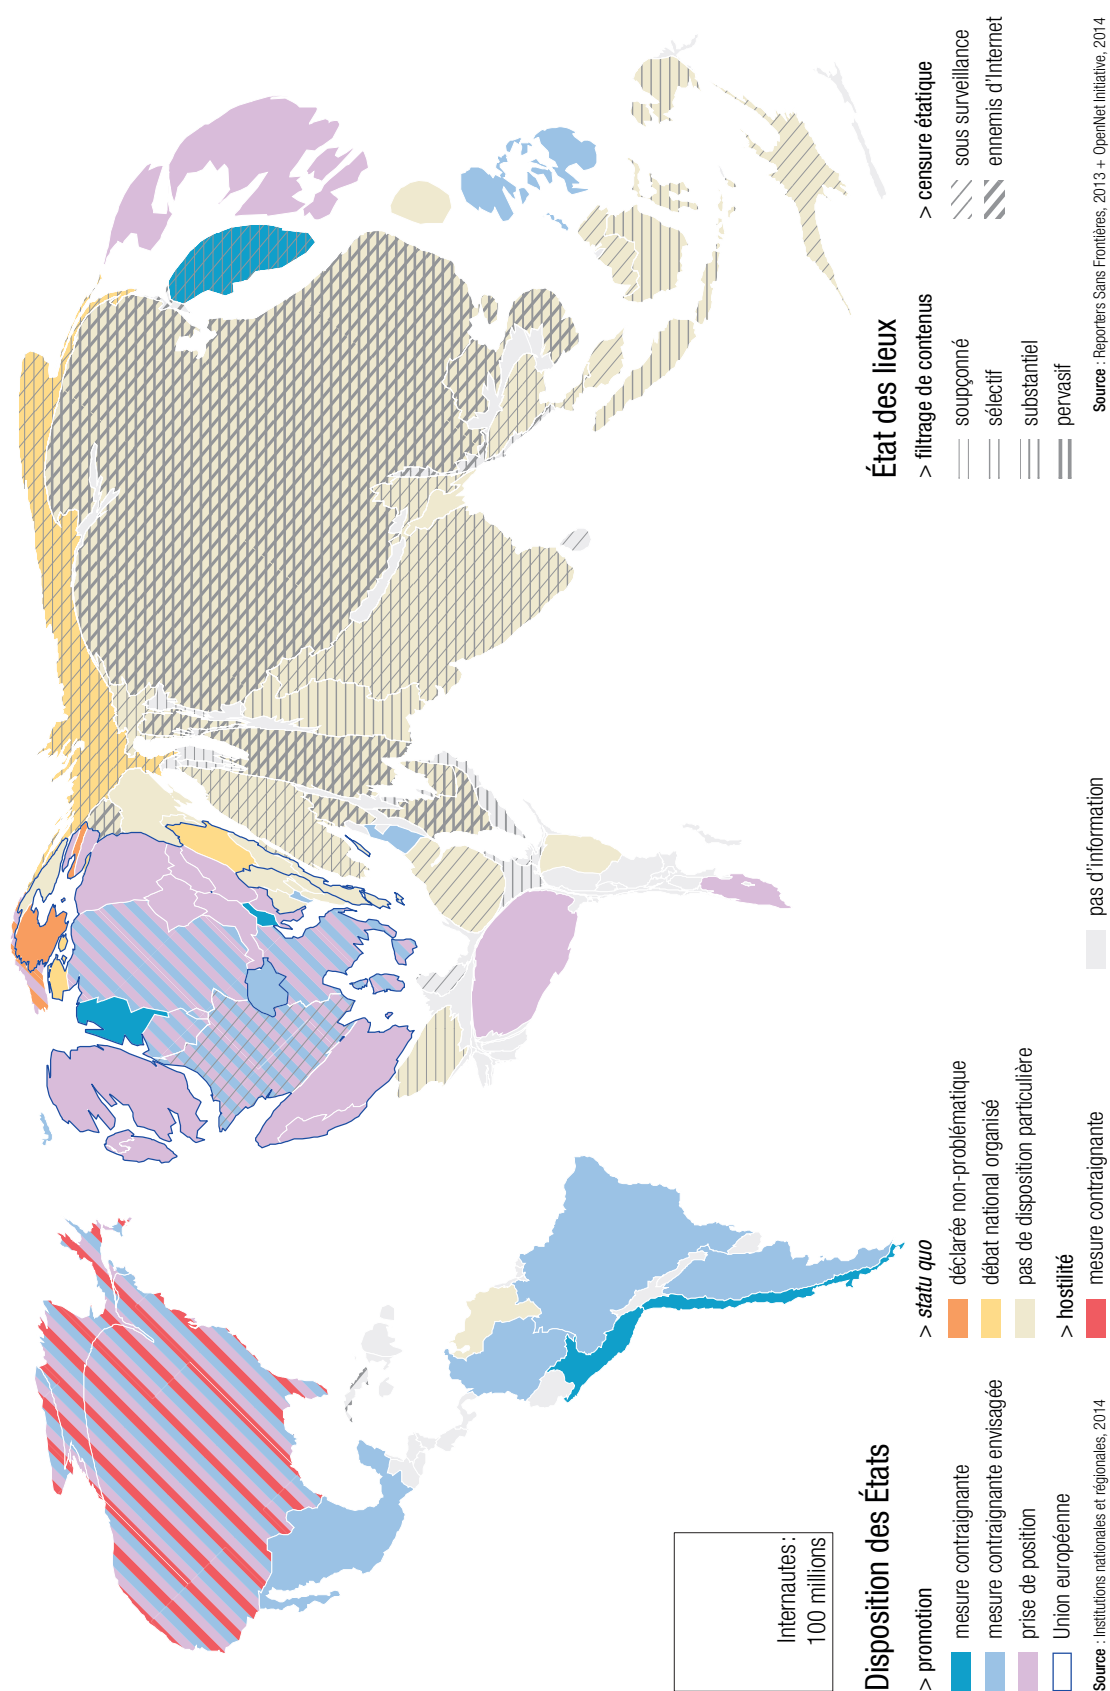 Internautes :
100 millions
Disposition des États
> promotion
mesure contraignante
mesure contraignante envisagée
prise de position
Union européenne
> statu quo
déclarée non-problématique
débat national organisé
pas de disposition particulière
> hostilité
mesure contraignante
pas d'information
Source : Institutions nationales et régionales, 2014
État des lieux
> filtrage de contenus
soupçonné
sélectif
substantiel
pervasif
> censure étatique
sous surveillance
ennemis d'Internet
Source : Reporters Sans Frontières, 2013 + OpenNet Initiative, 2014